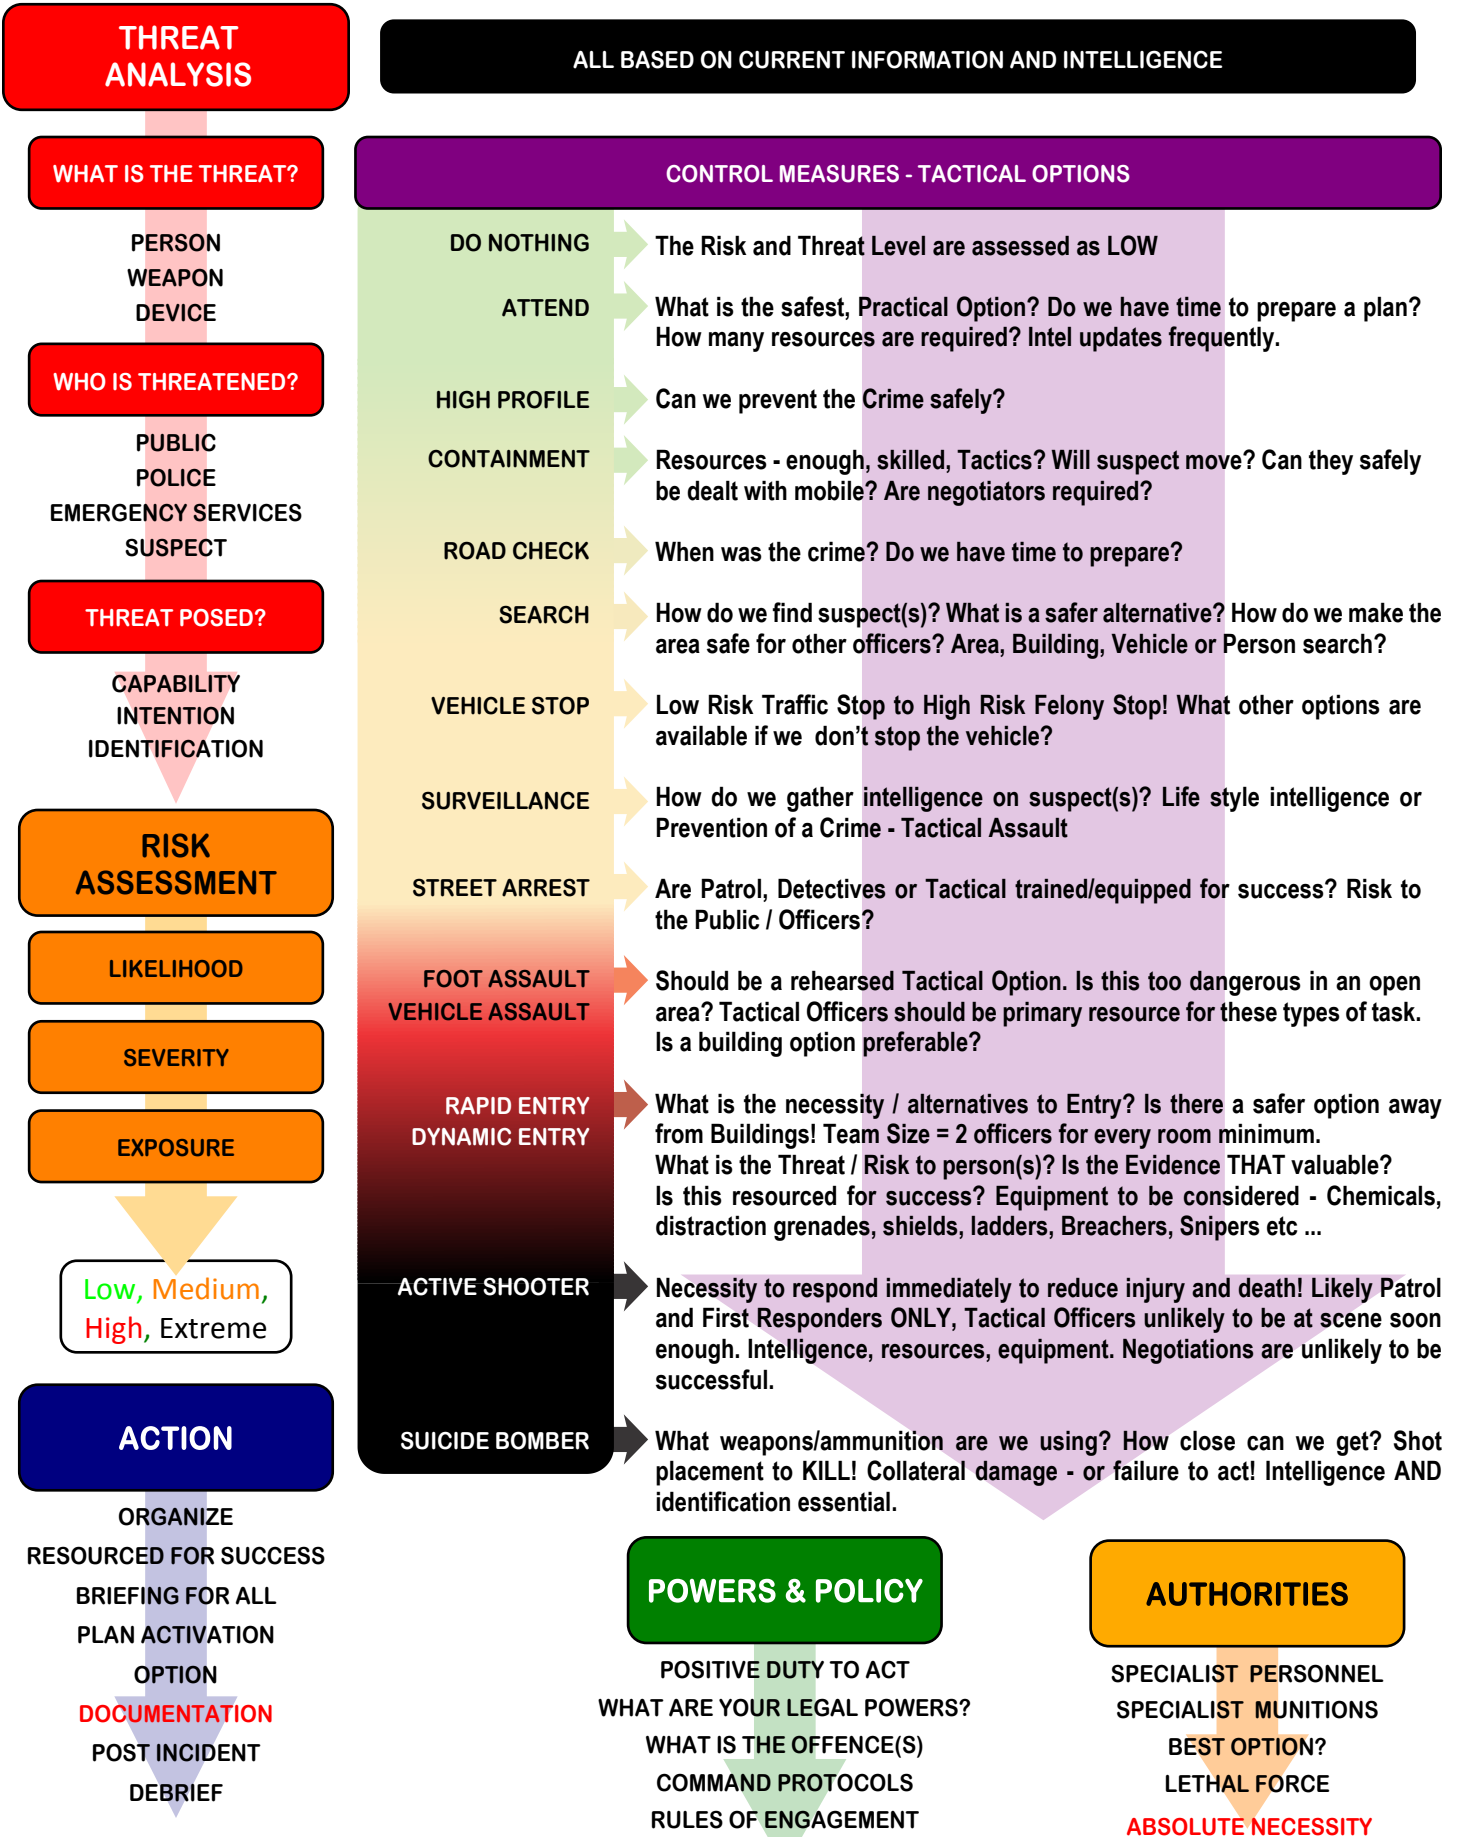 THREAT
ANALYSIS
ALL BASED ON CURRENT INFORMATION AND INTELLIGENCE
WHAT IS THE THREAT?
PERSON
WEAPON
DEVICE
WHO IS THREATENED?
PUBLIC
POLICE
EMERGENCY SERVICES
SUSPECT
THREAT POSED?
CAPABILITY
INTENTION
IDENTIFICATION
RISK
ASSESSMENT
LIKELIHOOD
SEVERITY
EXPOSURE
Low, Medium,
High, Extreme
ACTION
ORGANIZE
RESOURCED FOR SUCCESS
BRIEFING FOR ALL
PLAN ACTIVATION
OPTION
DOCUMENTATION
POST INCIDENT
DEBRIEF
CONTROL MEASURES - TACTICAL OPTIONS
DO NOTHING
The Risk and Threat Level are assessed as LOW
ATTEND
What is the safest, Practical Option? Do we have time to prepare a plan?
How many resources are required? Intel updates frequently.
HIGH PROFILE
Can we prevent the Crime safely?
CONTAINMENT
Resources - enough, skilled, Tactics? Will suspect move? Can they safely
be dealt with mobile? Are negotiators required?
ROAD CHECK
When was the crime? Do we have time to prepare?
SEARCH
How do we find suspect(s)? What is a safer alternative? How do we make the
area safe for other officers? Area, Building, Vehicle or Person search?
VEHICLE STOP
Low Risk Traffic Stop to High Risk Felony Stop! What other options are
available if we don’t stop the vehicle?
SURVEILLANCE
How do we gather intelligence on suspect(s)? Life style intelligence or
Prevention of a Crime - Tactical Assault
STREET ARREST
Are Patrol, Detectives or Tactical trained/equipped for success? Risk to
the Public / Officers?
FOOT ASSAULT
VEHICLE ASSAULT
Should be a rehearsed Tactical Option. Is this too dangerous in an open
area? Tactical Officers should be primary resource for these types of task.
Is a building option preferable?
RAPID ENTRY
DYNAMIC ENTRY
What is the necessity / alternatives to Entry? Is there a safer option away
from Buildings! Team Size = 2 officers for every room minimum.
What is the Threat / Risk to person(s)? Is the Evidence THAT valuable?
Is this resourced for success? Equipment to be considered - Chemicals,
distraction grenades, shields, ladders, Breachers, Snipers etc ...
ACTIVE SHOOTER
Necessity to respond immediately to reduce injury and death! Likely Patrol
and First Responders ONLY, Tactical Officers unlikely to be at scene soon
enough. Intelligence, resources, equipment. Negotiations are unlikely to be
successful.
SUICIDE BOMBER
What weapons/ammunition are we using? How close can we get? Shot
placement to KILL! Collateral damage - or failure to act! Intelligence AND
identification essential.
POWERS & POLICY
POSITIVE DUTY TO ACT
WHAT ARE YOUR LEGAL POWERS?
WHAT IS THE OFFENCE(S)
COMMAND PROTOCOLS
RULES OF ENGAGEMENT
AUTHORITIES
SPECIALIST PERSONNEL
SPECIALIST MUNITIONS
BEST OPTION?
LETHAL FORCE
ABSOLUTE NECESSITY